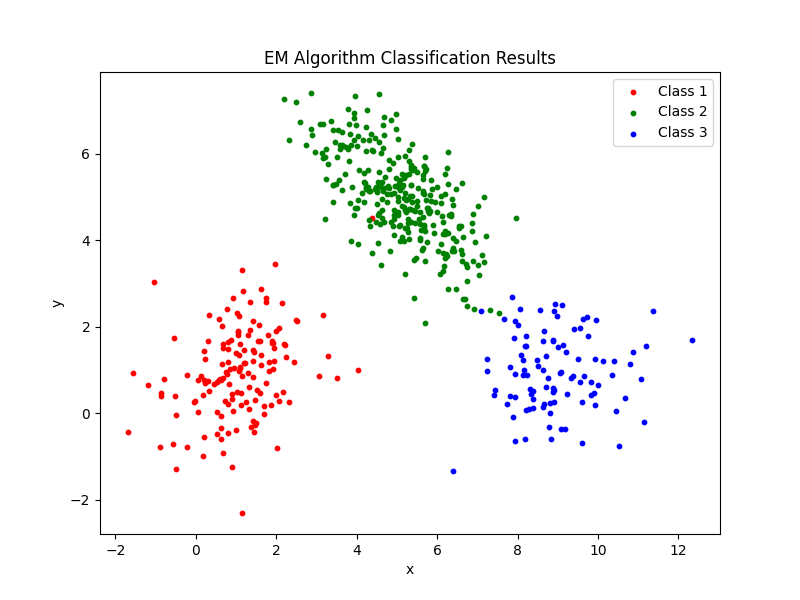 EM Algorithm Classification Results
Class 1
Class 2
Class 3
6
4
2
0
−2
y
−2 0 2 4 6 8 10 12
x